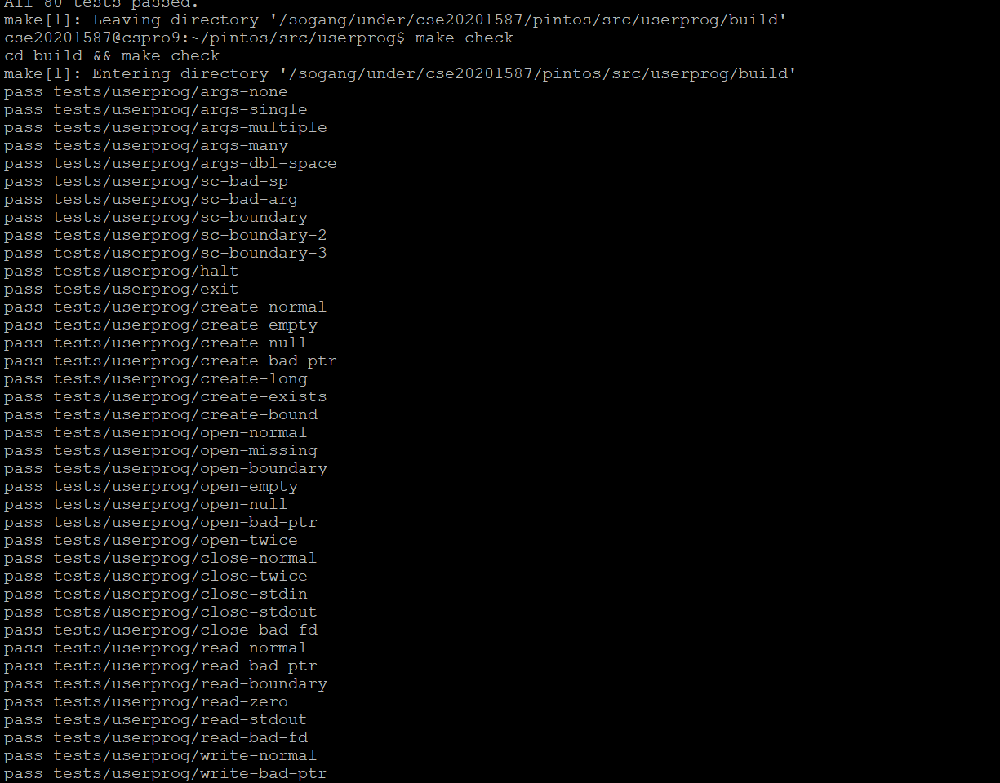 All 80 tests passed.
make[1]: Leaving directory '/sogang/under/cse20201587/pintos/src/userprog/build'
cse20201587@cspro9:~/pintos/src/userprog$ make check
cd build && make check
make[1]: Entering directory '/sogang/under/cse20201587/pintos/src/userprog/build'
pass tests/userprog/args-none
pass tests/userprog/args-single
pass tests/userprog/args-multiple
pass tests/userprog/args-many
pass tests/userprog/args-dbl-space
pass tests/userprog/sc-bad-sp
pass tests/userprog/sc-bad-arg
pass tests/userprog/sc-boundary
pass tests/userprog/sc-boundary-2
pass tests/userprog/sc-boundary-3
pass tests/userprog/halt
pass tests/userprog/exit
pass tests/userprog/create-normal
pass tests/userprog/create-empty
pass tests/userprog/create-null
pass tests/userprog/create-bad-ptr
pass tests/userprog/create-long
pass tests/userprog/create-exists
pass tests/userprog/create-bound
pass tests/userprog/open-normal
pass tests/userprog/open-missing
pass tests/userprog/open-boundary
pass tests/userprog/open-empty
pass tests/userprog/open-null
pass tests/userprog/open-bad-ptr
pass tests/userprog/open-twice
pass tests/userprog/close-normal
pass tests/userprog/close-twice
pass tests/userprog/close-stdin
pass tests/userprog/close-stdout
pass tests/userprog/close-bad-fd
pass tests/userprog/read-normal
pass tests/userprog/read-bad-ptr
pass tests/userprog/read-boundary
pass tests/userprog/read-zero
pass tests/userprog/read-stdout
pass tests/userprog/read-bad-fd
pass tests/userprog/write-normal
pass tests/userprog/write-bad-ptr